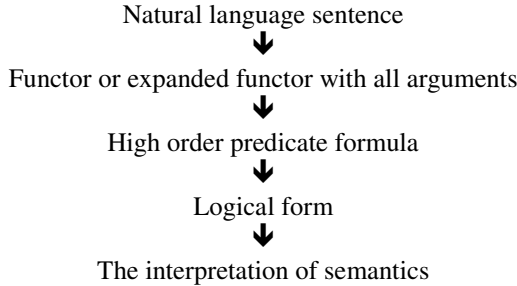 Natural language sentence
Functor or expanded functor with all arguments
High order predicate formula
Logical form
The interpretation of semantics